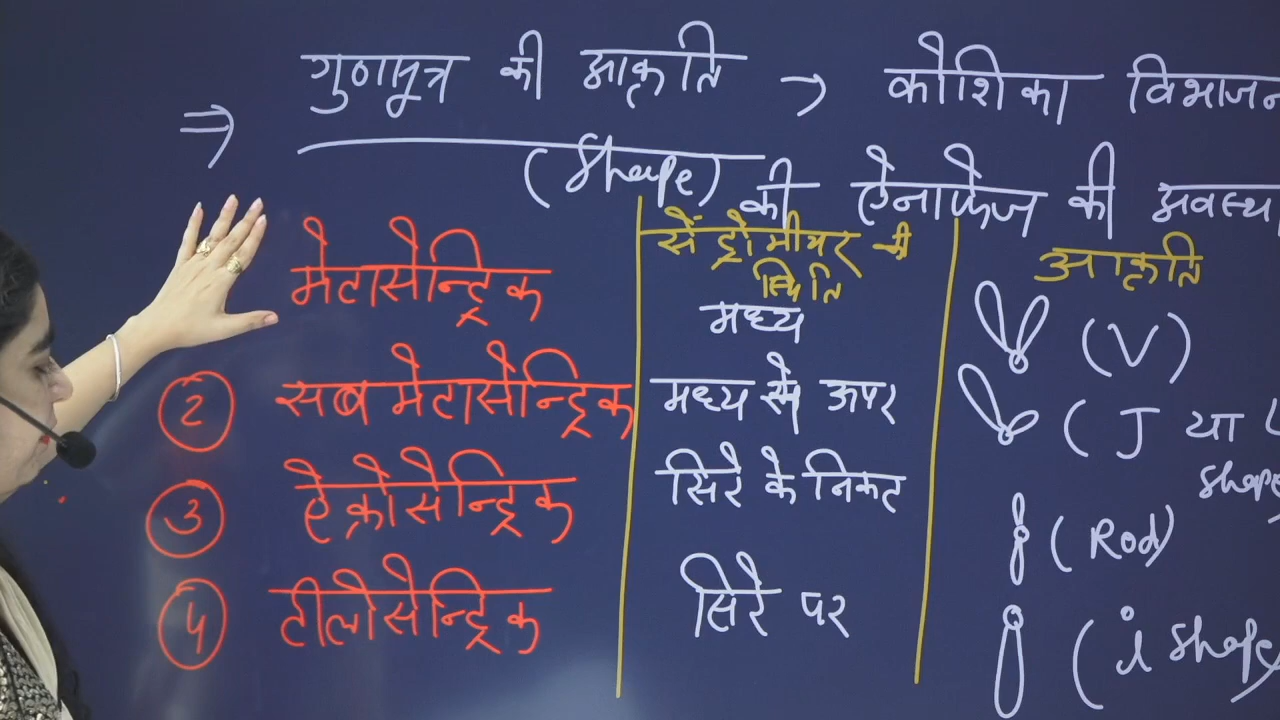 ⇒ गुणसूत्र की आकृति → कोशिका विभाजन
(Shape) की ऐनाफेज की अवस्था
सेंट्रोमीयर की स्थिति
आकृति
मेटासेन्ट्रिक मध्य (V)
2 सब मेटासेन्ट्रिक मध्य से ऊपर (J या L shape
3 ऐक्रोसेन्ट्रिक सिरे के निकट (Rod)
4 टीलोसेन्ट्रिक सिरे पर (i shape)